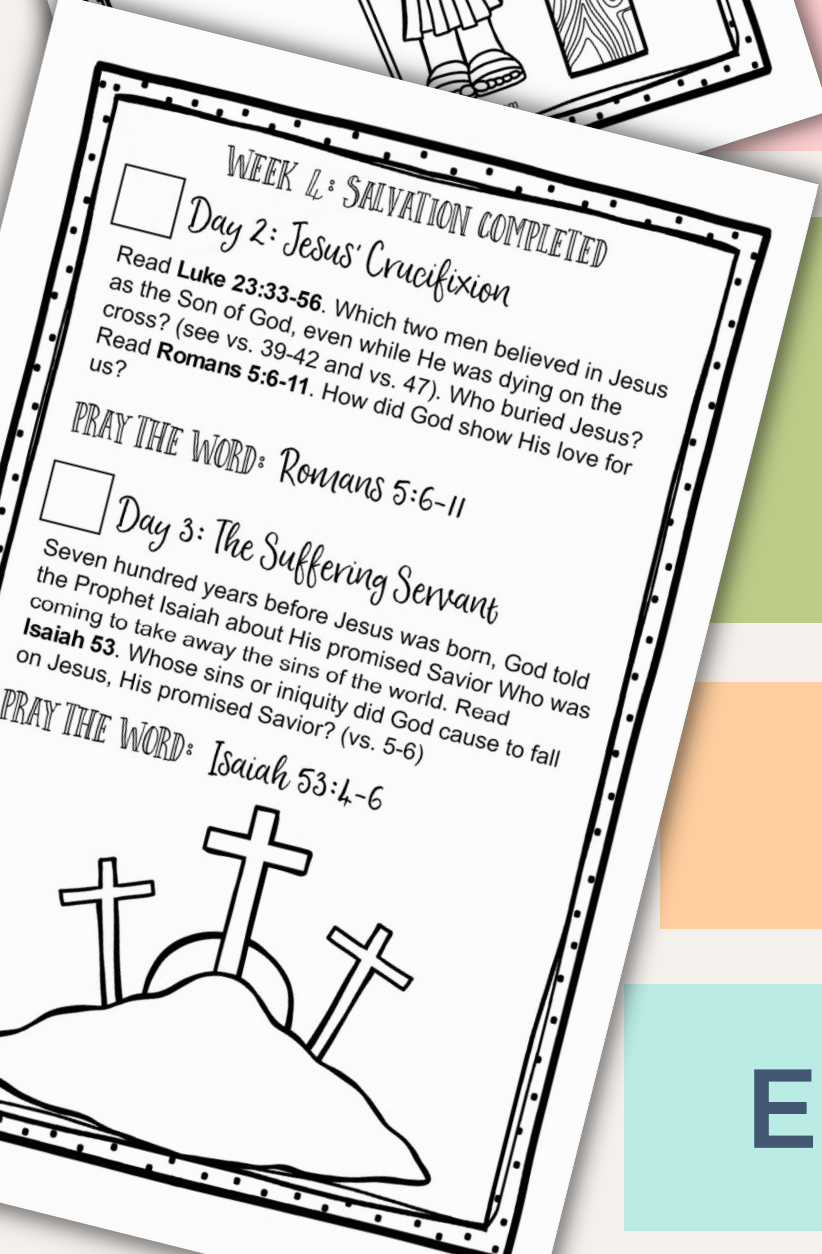 WEEK 4: SALVATION COMPLETED
Day 2: Jesus' Crucifixion
Read Luke 23:33-56. Which two men believed in Jesus
as the Son of God, even while He was dying on the
cross? (see vs. 39-42 and vs. 47). Who buried Jesus?
Read Romans 5:6-11. How did God show His love for
us?
PRAY THE WORD: Romans 5:6-11
Day 3: The Suffering Servant
Seven hundred years before Jesus was born, God told
the Prophet Isaiah about His promised Savior Who was
coming to take away the sins of the world. Read
Isaiah 53. Whose sins or iniquity did God cause to fall
on Jesus, His promised Savior? (vs. 5-6)
PRAY THE WORD: Isaiah 53:4-6
E